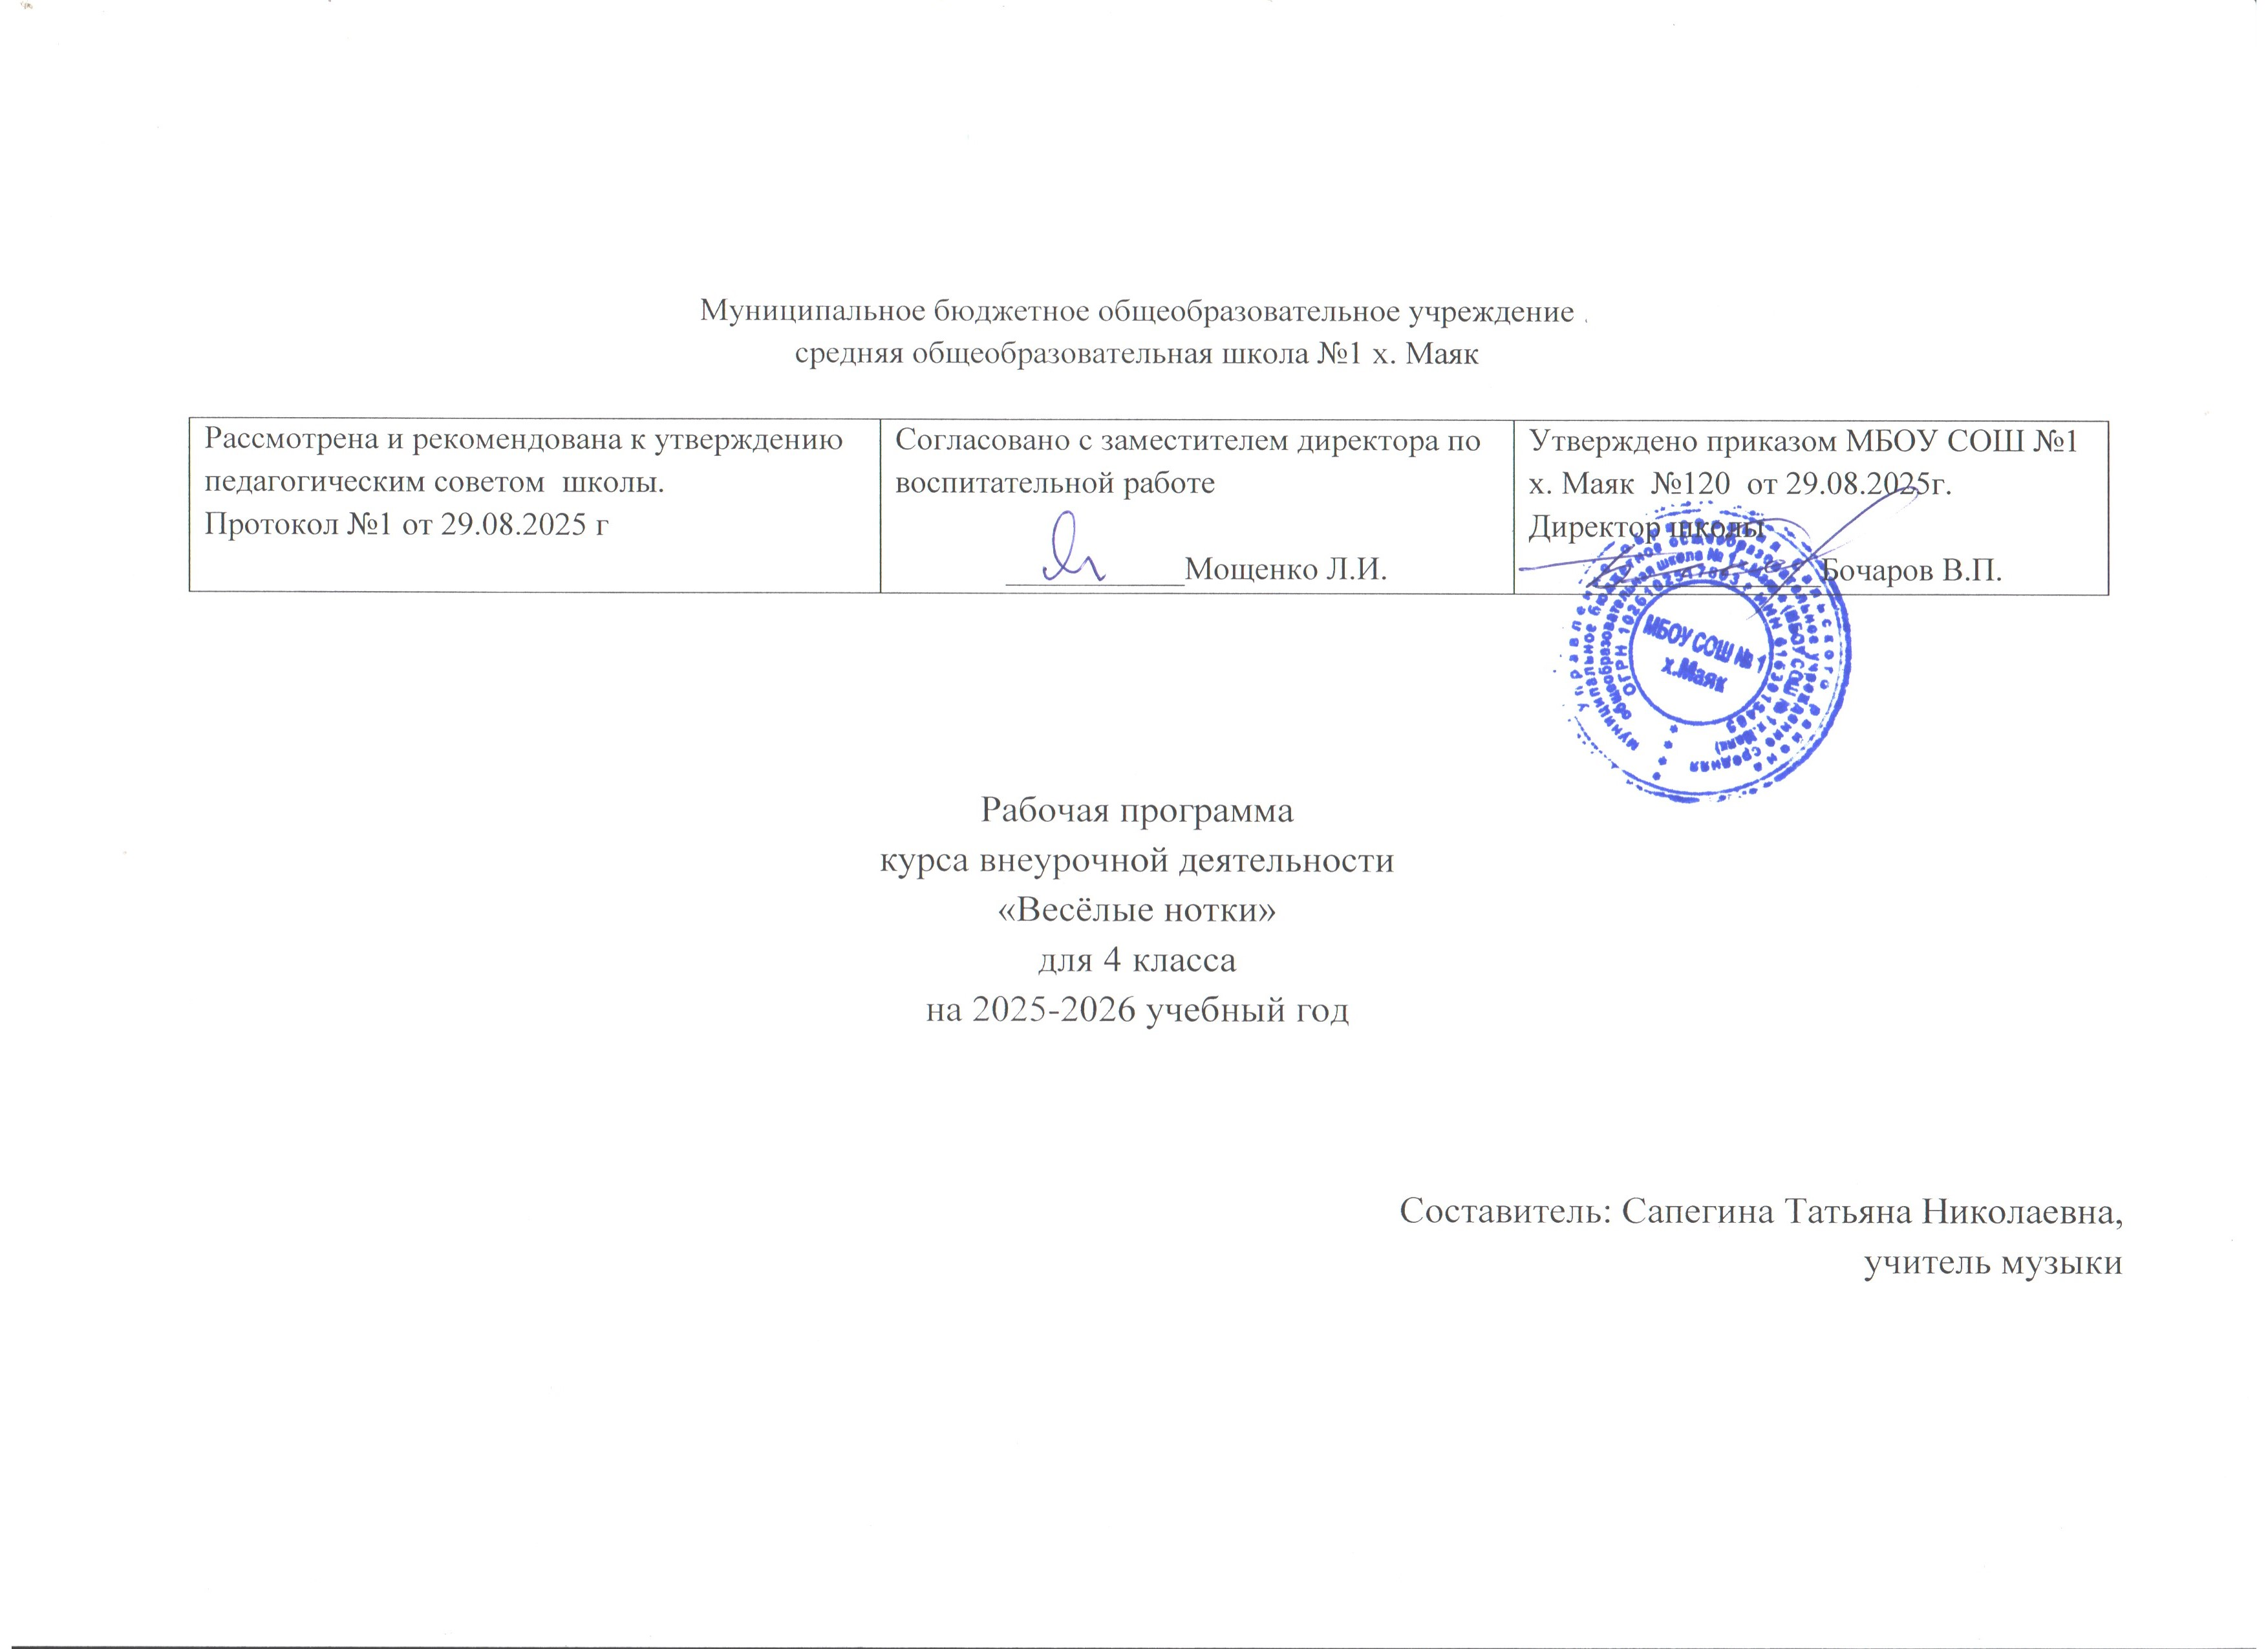 Муниципальное бюджетное общеобразовательное учреждение
средняя общеобразовательная школа №1 х. Маяк
Рассмотрена и рекомендована к утверждению
педагогическим советом школы.
Протокол №1 от 29.08.2025 г
Согласовано с заместителем директора по
воспитательной работе
____________Мощенко Л.И.
Утверждено приказом МБОУ СОШ №1
х. Маяк №120 от 29.08.2025г.
Директор школы
Бочаров В.П.
МБОУ СОШ № 1
х.Маяк
Рабочая программа
курса внеурочной деятельности
«Весёлые нотки»
для 4 класса
на 2025-2026 учебный год
Составитель: Сапегина Татьяна Николаевна,
учитель музыки